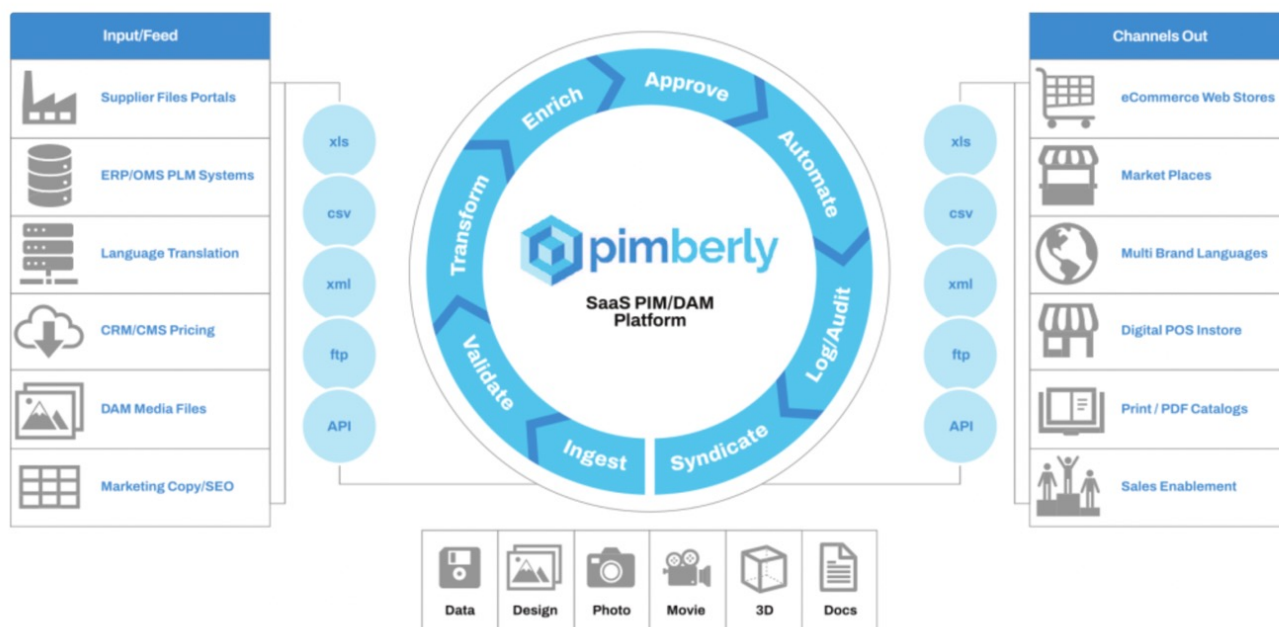 Input/Feed
Supplier Files Portals
ERP/OMS PLM Systems
Language Translation
CRM/CMS Pricing
DAM Media Files
Marketing Copy/SEO
xls
csv
xml
ftp
API
Ingest
Validate
Transform
Enrich
Approve
Automate
Log/Audit
Syndicate
pimberly
SaaS PIM/DAM
Platform
xls
csv
xml
ftp
API
Channels Out
eCommerce Web Stores
Market Places
Multi Brand Languages
Digital POS Instore
Print / PDF Catalogs
Sales Enablement
Data
Design
Photo
Movie
3D
Docs